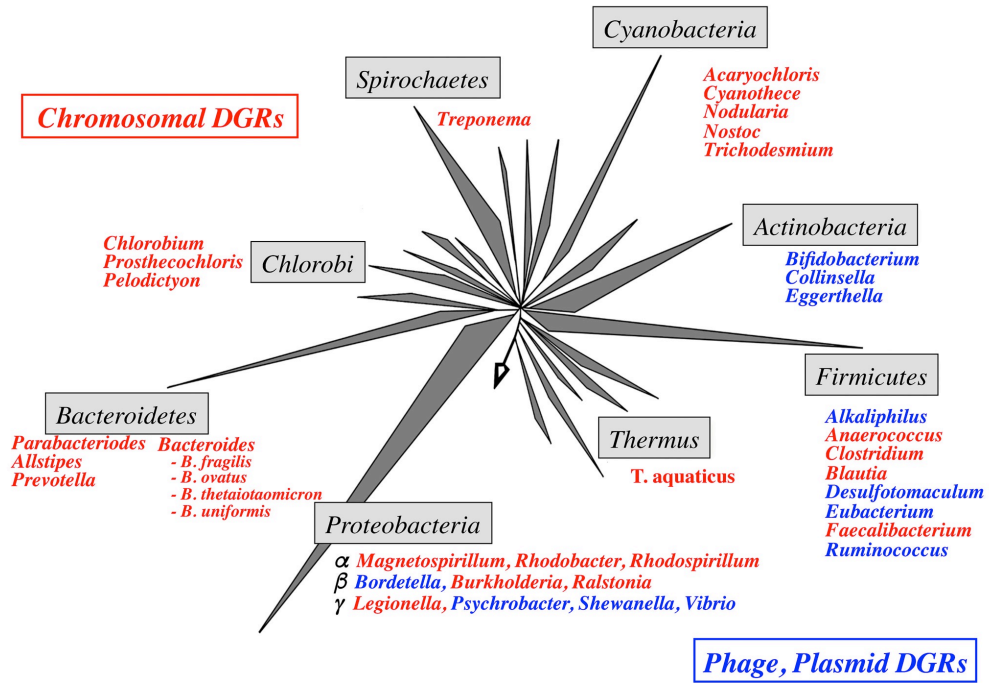 Cyanobacteria
Spirochaetes
Acaryochloris
Cyanothece
Nodularia
Nostoc
Trichodesmium
Chromosomal DGRs
Treponema
Actinobacteria
Bifidobacterium
Collinsella
Eggerthella
Chlorobium
Prosthecochloris
Pelodictyon
Chlorobi
Firmicutes
Alkaliphilus
Anaerococcus
Clostridium
Blautia
Desulfotomaculum
Eubacterium
Faecalibacterium
Ruminococcus
Bacteroidetes
Parabacteriodes
Allstipes
Prevotella
Bacteroides
- B. fragilis
- B. ovatus
- B. thetaiotaomicron
- B. uniformis
Thermus
T. aquaticus
Proteobacteria
α Magnetospirillum, Rhodobacter, Rhodospirillum
β Bordetella, Burkholderia, Ralstonia
γ Legionella, Psychrobacter, Shewanella, Vibrio
Phage, Plasmid DGRs